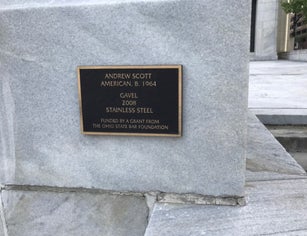 ANDREW SCOTT
AMERICAN, B. 1964
GAVEL
2008
STAINLESS STEEL
FUNDED BY A GRANT FROM
THE OHIO STATE BAR FOUNDATION